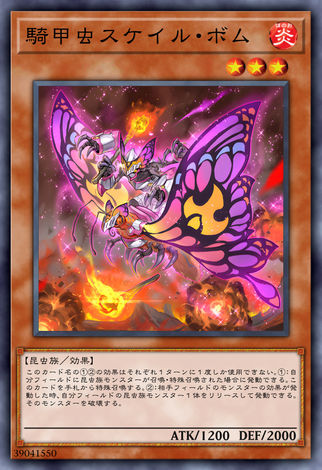 騎甲虫スケイル・ボム
ほのお
炎
【昆虫族/効果】
このカード名の①②の効果はそれぞれ1ターンに1度しか使用できない。①:自
分フィールドに昆虫族モンスターが召喚・特殊召喚された場合に発動できる。こ
のカードを手札から特殊召喚する。②:相手フィールドのモンスターの効果が発
動した時、自分フィールドの昆虫族モンスター1体をリリースして発動できる。
そのモンスターを破壊する。
ATK/1200 DEF/2000
39041550